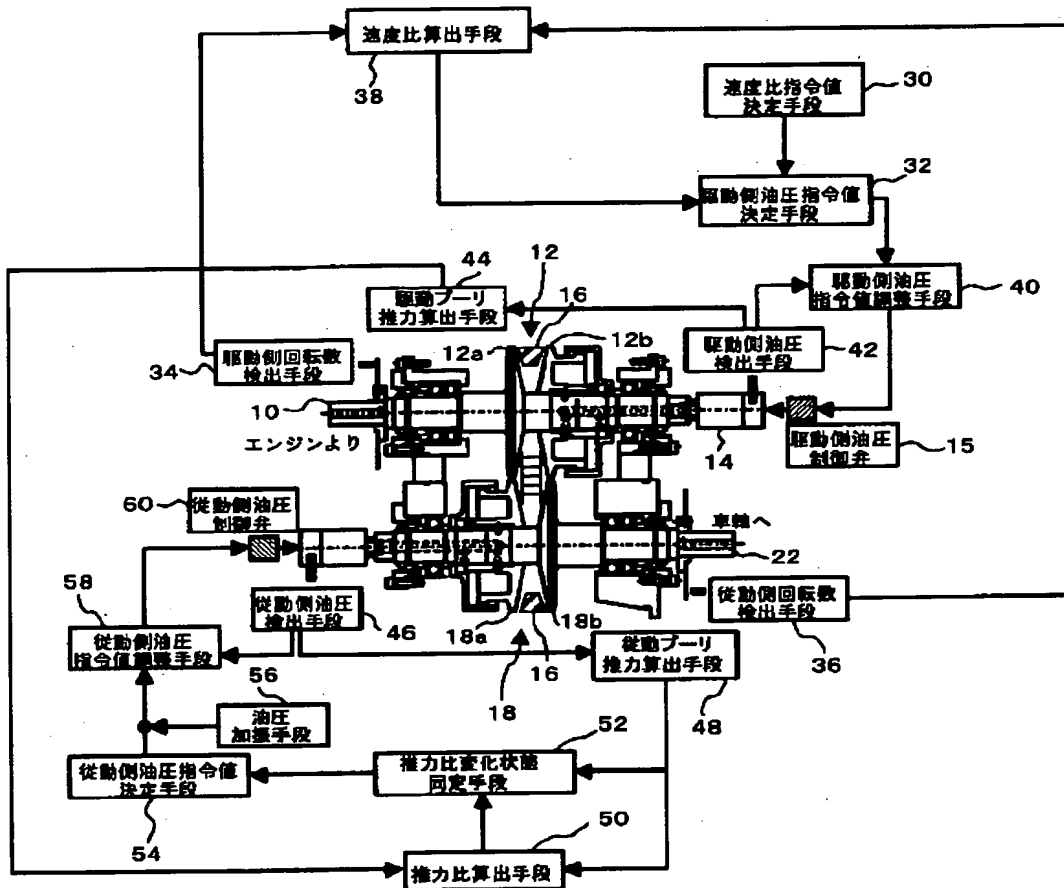 速度比算出手段
38
速度比指令値
決定手段
30
32
駆動側油圧指令値
決定手段
44
12
16
駆動プーリ
推力算出手段
駆動側油圧
指令値調整手段
40
12a
12b
駆動側回転数
検出手段
34
駆動側油圧
検出手段
42
10
エンジンより
14
駆動側油圧
制御弁
15
60
従動側油圧
制御弁
車軸へ
22
58
従動側油圧
検出手段
46
従動側回転数
検出手段
36
従動側油圧
指令値調整手段
18a
16
18b
従動プーリ
推力算出手段
48
56
油圧
加振手段
18
52
推力比変化状態
同定手段
従動側油圧指令値
決定手段
54
50
推力比算出手段